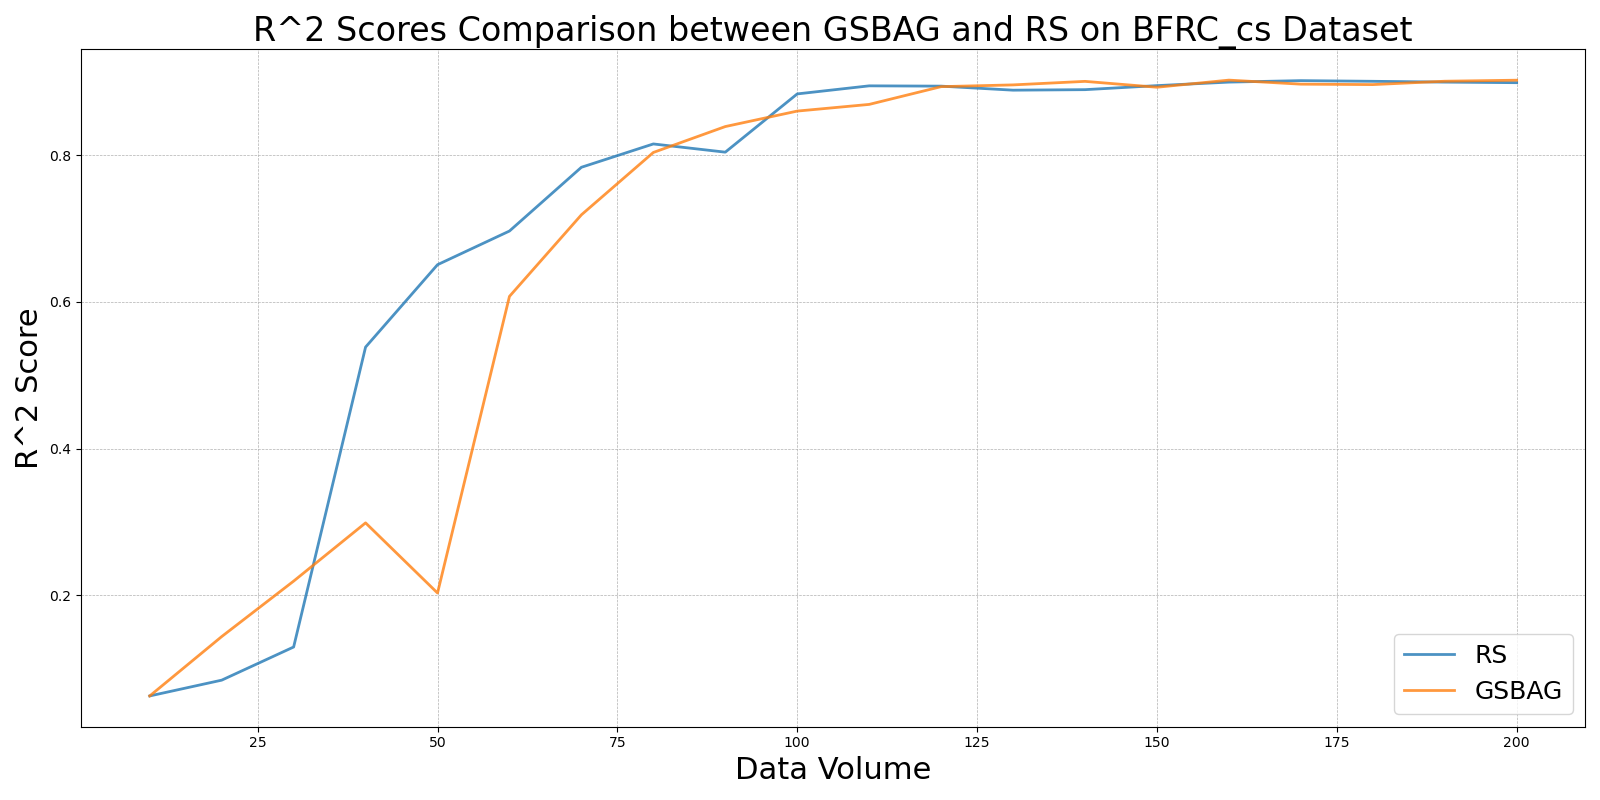 R^2 Scores Comparison between GSBAG and RS on BFRC_cs Dataset
R^2 Score
0.8
0.6
0.4
0.2
RS
GSBAG
25 50 75 100 125 150 175 200
Data Volume